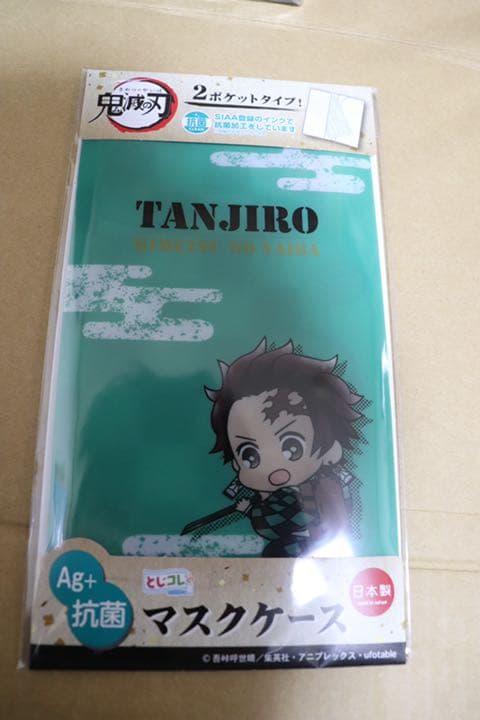 鬼滅の刃
2ポケットタイプ!
抗菌
SIAA登録のインクで
抗菌加工をしています
TANJIRO
KIMETSU NO YAIBA
Ag+
抗菌
とじコレ
マスクケース
日本製
© 吾峠呼世晴／集英社・アニプレックス・ufotable